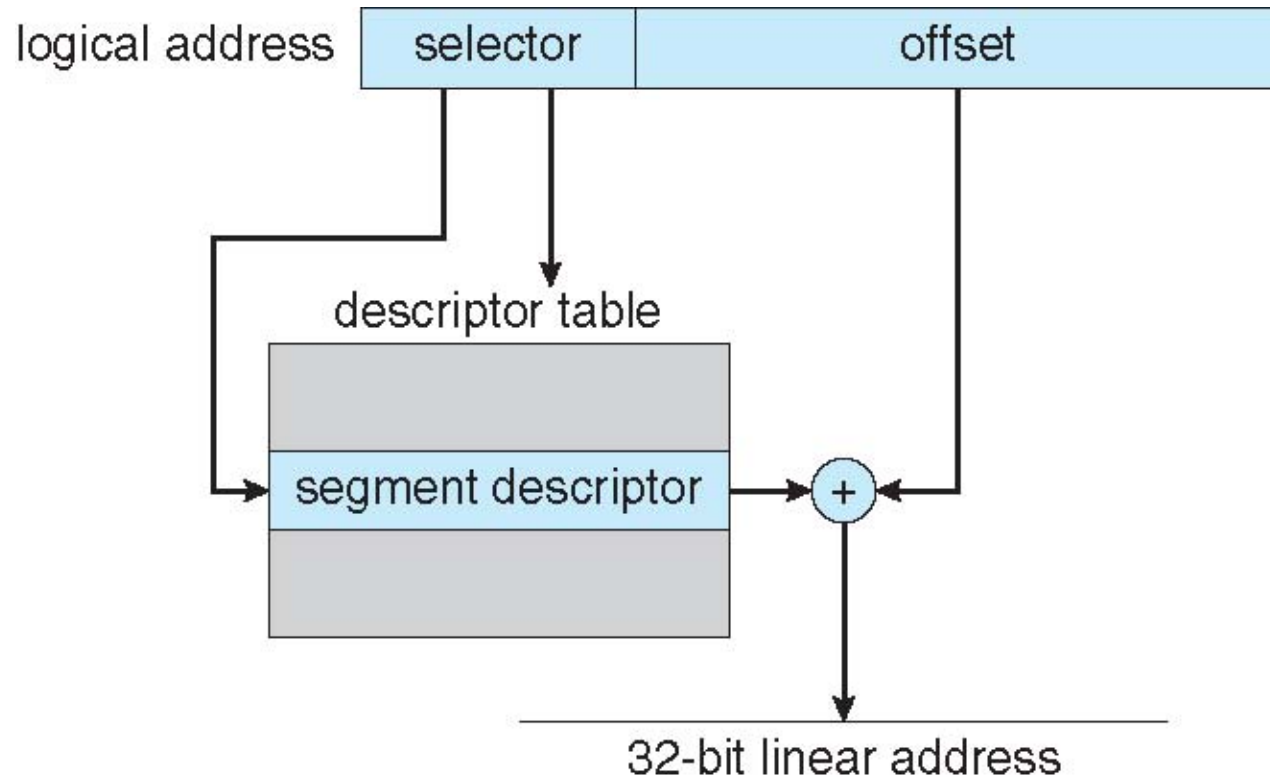 logical address selector offset
descriptor table
segment descriptor +
32-bit linear address